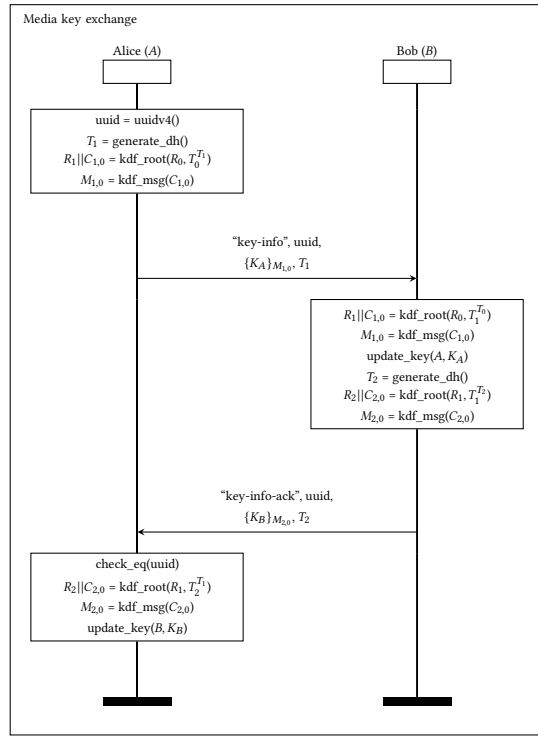 Media key exchange
Alice (A)
Bob (B)
uuid = uuidv4()
T₁ = generate_dh()
R₁||C₁,₀ = kdf_root(R₀, T₀^T₁)
M₁,₀ = kdf_msg(C₁,₀)
“key-info”, uuid,
{K_A}_M₁,₀, T₁
R₁||C₁,₀ = kdf_root(R₀, T₁^T₀)
M₁,₀ = kdf_msg(C₁,₀)
update_key(A, K_A)
T₂ = generate_dh()
R₂||C₂,₀ = kdf_root(R₁, T₁^T₂)
M₂,₀ = kdf_msg(C₂,₀)
“key-info-ack”, uuid,
{K_B}_M₂,₀, T₂
check_eq(uuid)
R₂||C₂,₀ = kdf_root(R₁, T₂^T₁)
M₂,₀ = kdf_msg(C₂,₀)
update_key(B, K_B)